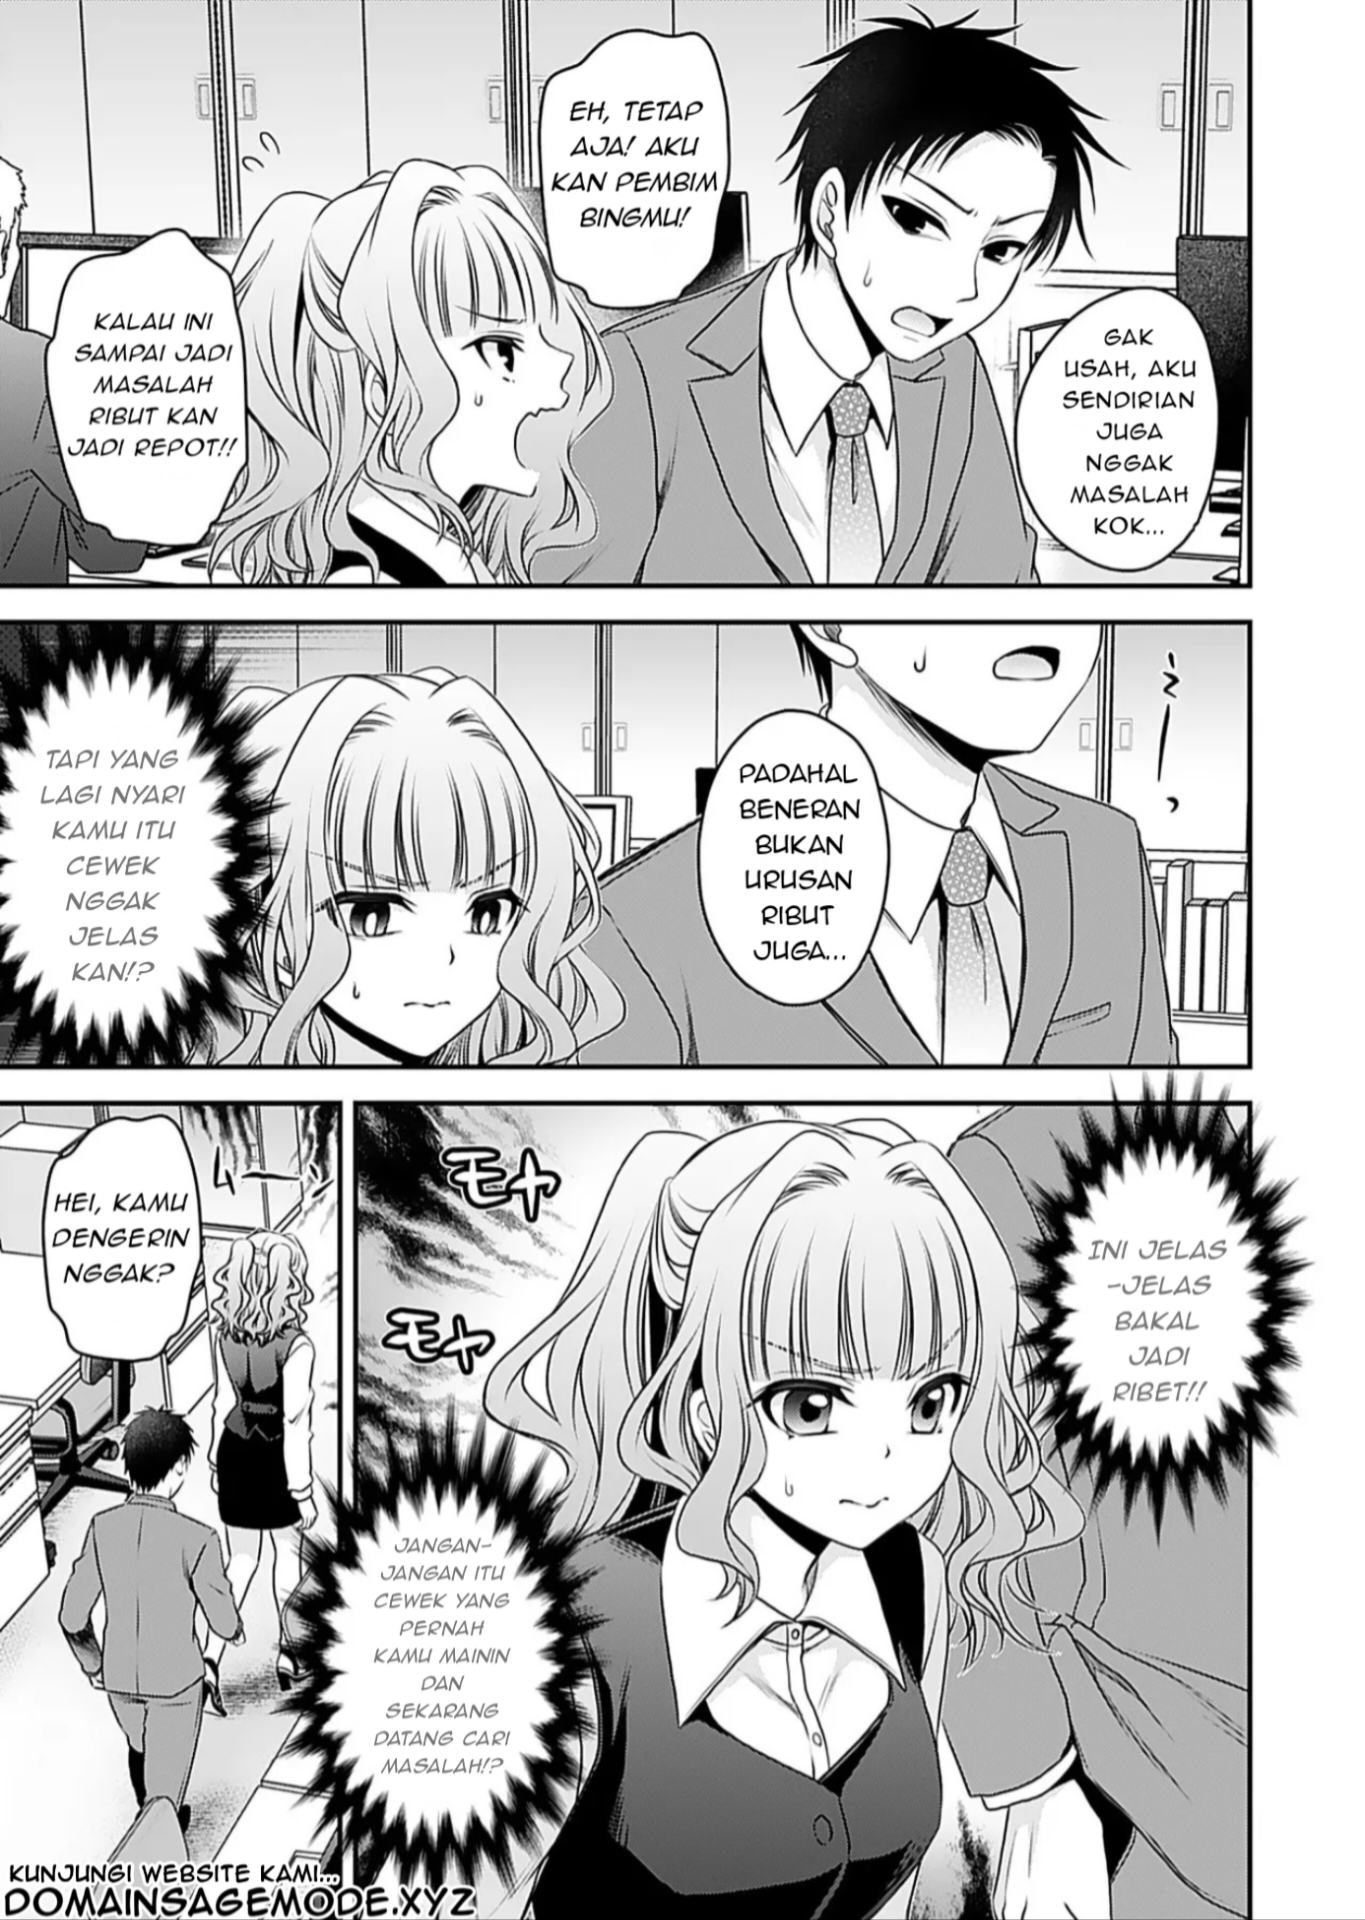 EH, TETAP
AJA! AKU
KAN PEMBIM
BINGMU!
GAK
USAH, AKU
SENDIRIAN
JUGA
NGGAK
MASALAH
KOK...
KALAU INI
SAMPAI JADI
MASALAH
RIBUT KAN
JADI REPOT!!
PADAHAL
BENERAN
BUKAN
URUSAN
RIBUT
JUGA...
TAPI YANG
LAGI NYARI
KAMU ITU
CEWEK
NGGAK
JELAS
KAN!?
INI JELAS
-JELAS
BAKAL
JADI
RIBET!!
モヤ
モヤ
JANGAN-
JANGAN ITU
CEWEK YANG
PERNAH
KAMU MAININ
DAN
SEKARANG
DATANG CARI
MASALAH!?
HEI, KAMU
DENGERIN
NGGAK?
KUNJUNGI WEBSITE KAMI...
DOMAINSAGEMODE.XYZ